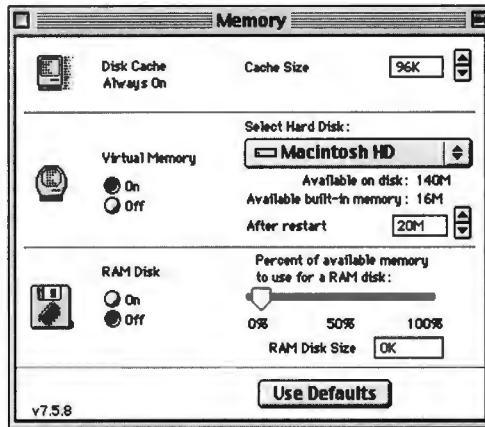 Memory
Disk Cache
Always On
Cache Size
96K
Select Hard Disk:
Macintosh HD
Virtual Memory
On
Off
Available on disk: 140M
Available built-in memory: 16M
After restart
20M
RAM Disk
On
Off
Percent of available memory
to use for a RAM disk:
0% 50% 100%
RAM Disk Size
0K
Use Defaults
v7.5.8